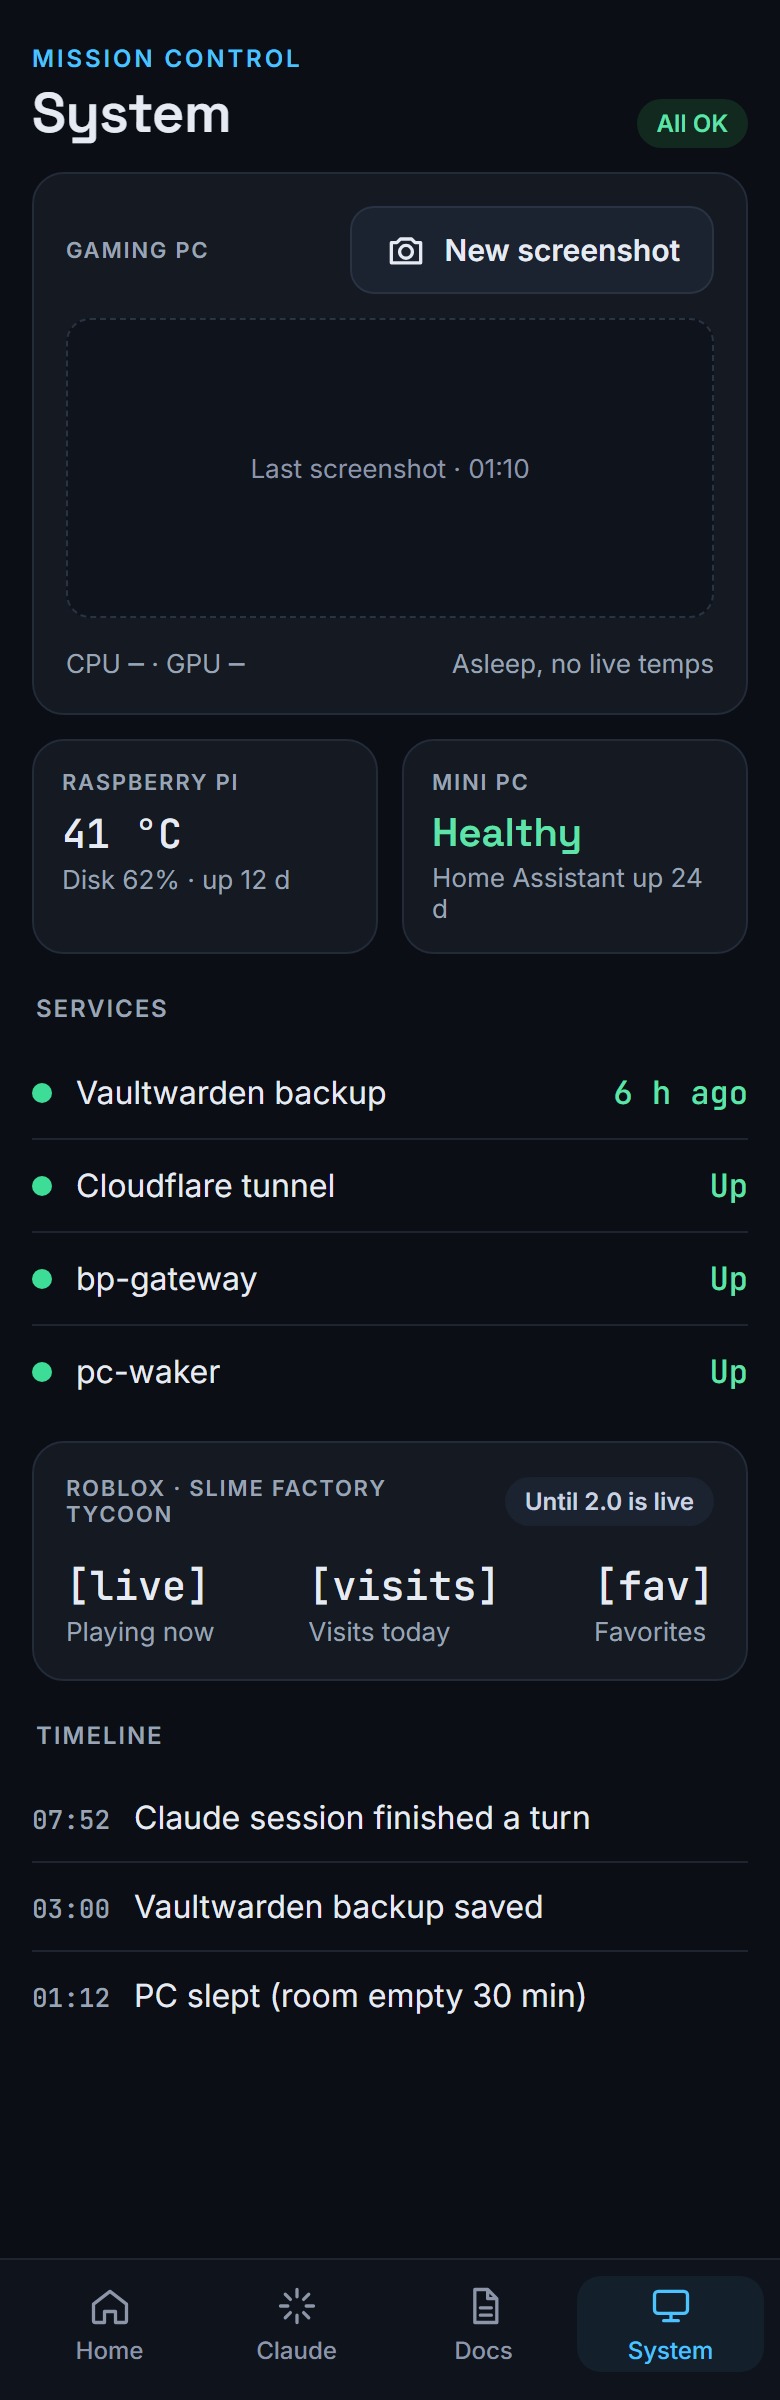 MISSION CONTROL
System
All OK
GAMING PC
New screenshot
Last screenshot · 01:10
CPU – · GPU –
Asleep, no live temps
RASPBERRY PI
41 °C
Disk 62% · up 12 d
MINI PC
Healthy
Home Assistant up 24
d
SERVICES
Vaultwarden backup
6 h ago
Cloudflare tunnel
Up
bp-gateway
Up
pc-waker
Up
ROBLOX · SLIME FACTORY
TYCOON
Until 2.0 is live
[live]
Playing now
[visits]
Visits today
[fav]
Favorites
TIMELINE
07:52 Claude session finished a turn
03:00 Vaultwarden backup saved
01:12 PC slept (room empty 30 min)
Home
Claude
Docs
System